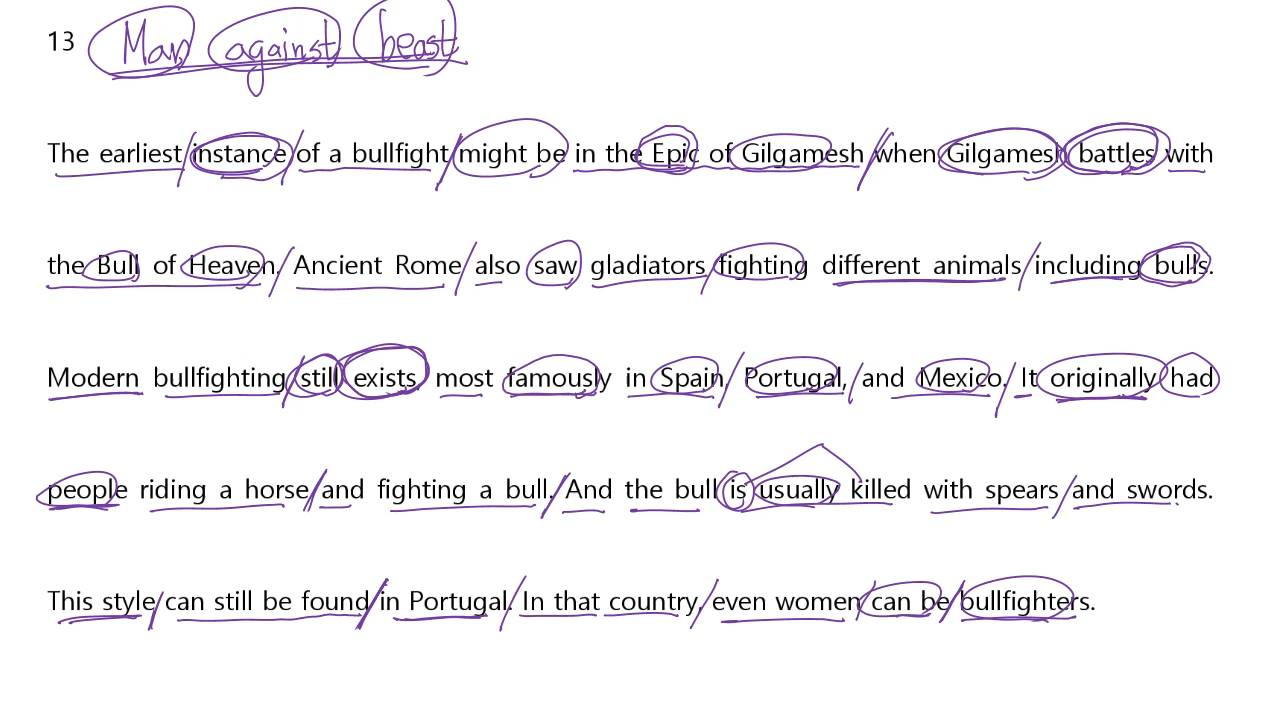 13 Man against beast
The earliest instance of a bullfight might be in the Epic of Gilgamesh when Gilgamesh battles with
the Bull of Heaven. Ancient Rome also saw gladiators fighting different animals including bulls.
Modern bullfighting still exists most famously in Spain, Portugal, and Mexico. It originally had
people riding a horse and fighting a bull. And the bull is usually killed with spears and swords.
This style can still be found in Portugal. In that country, even women can be bullfighters.